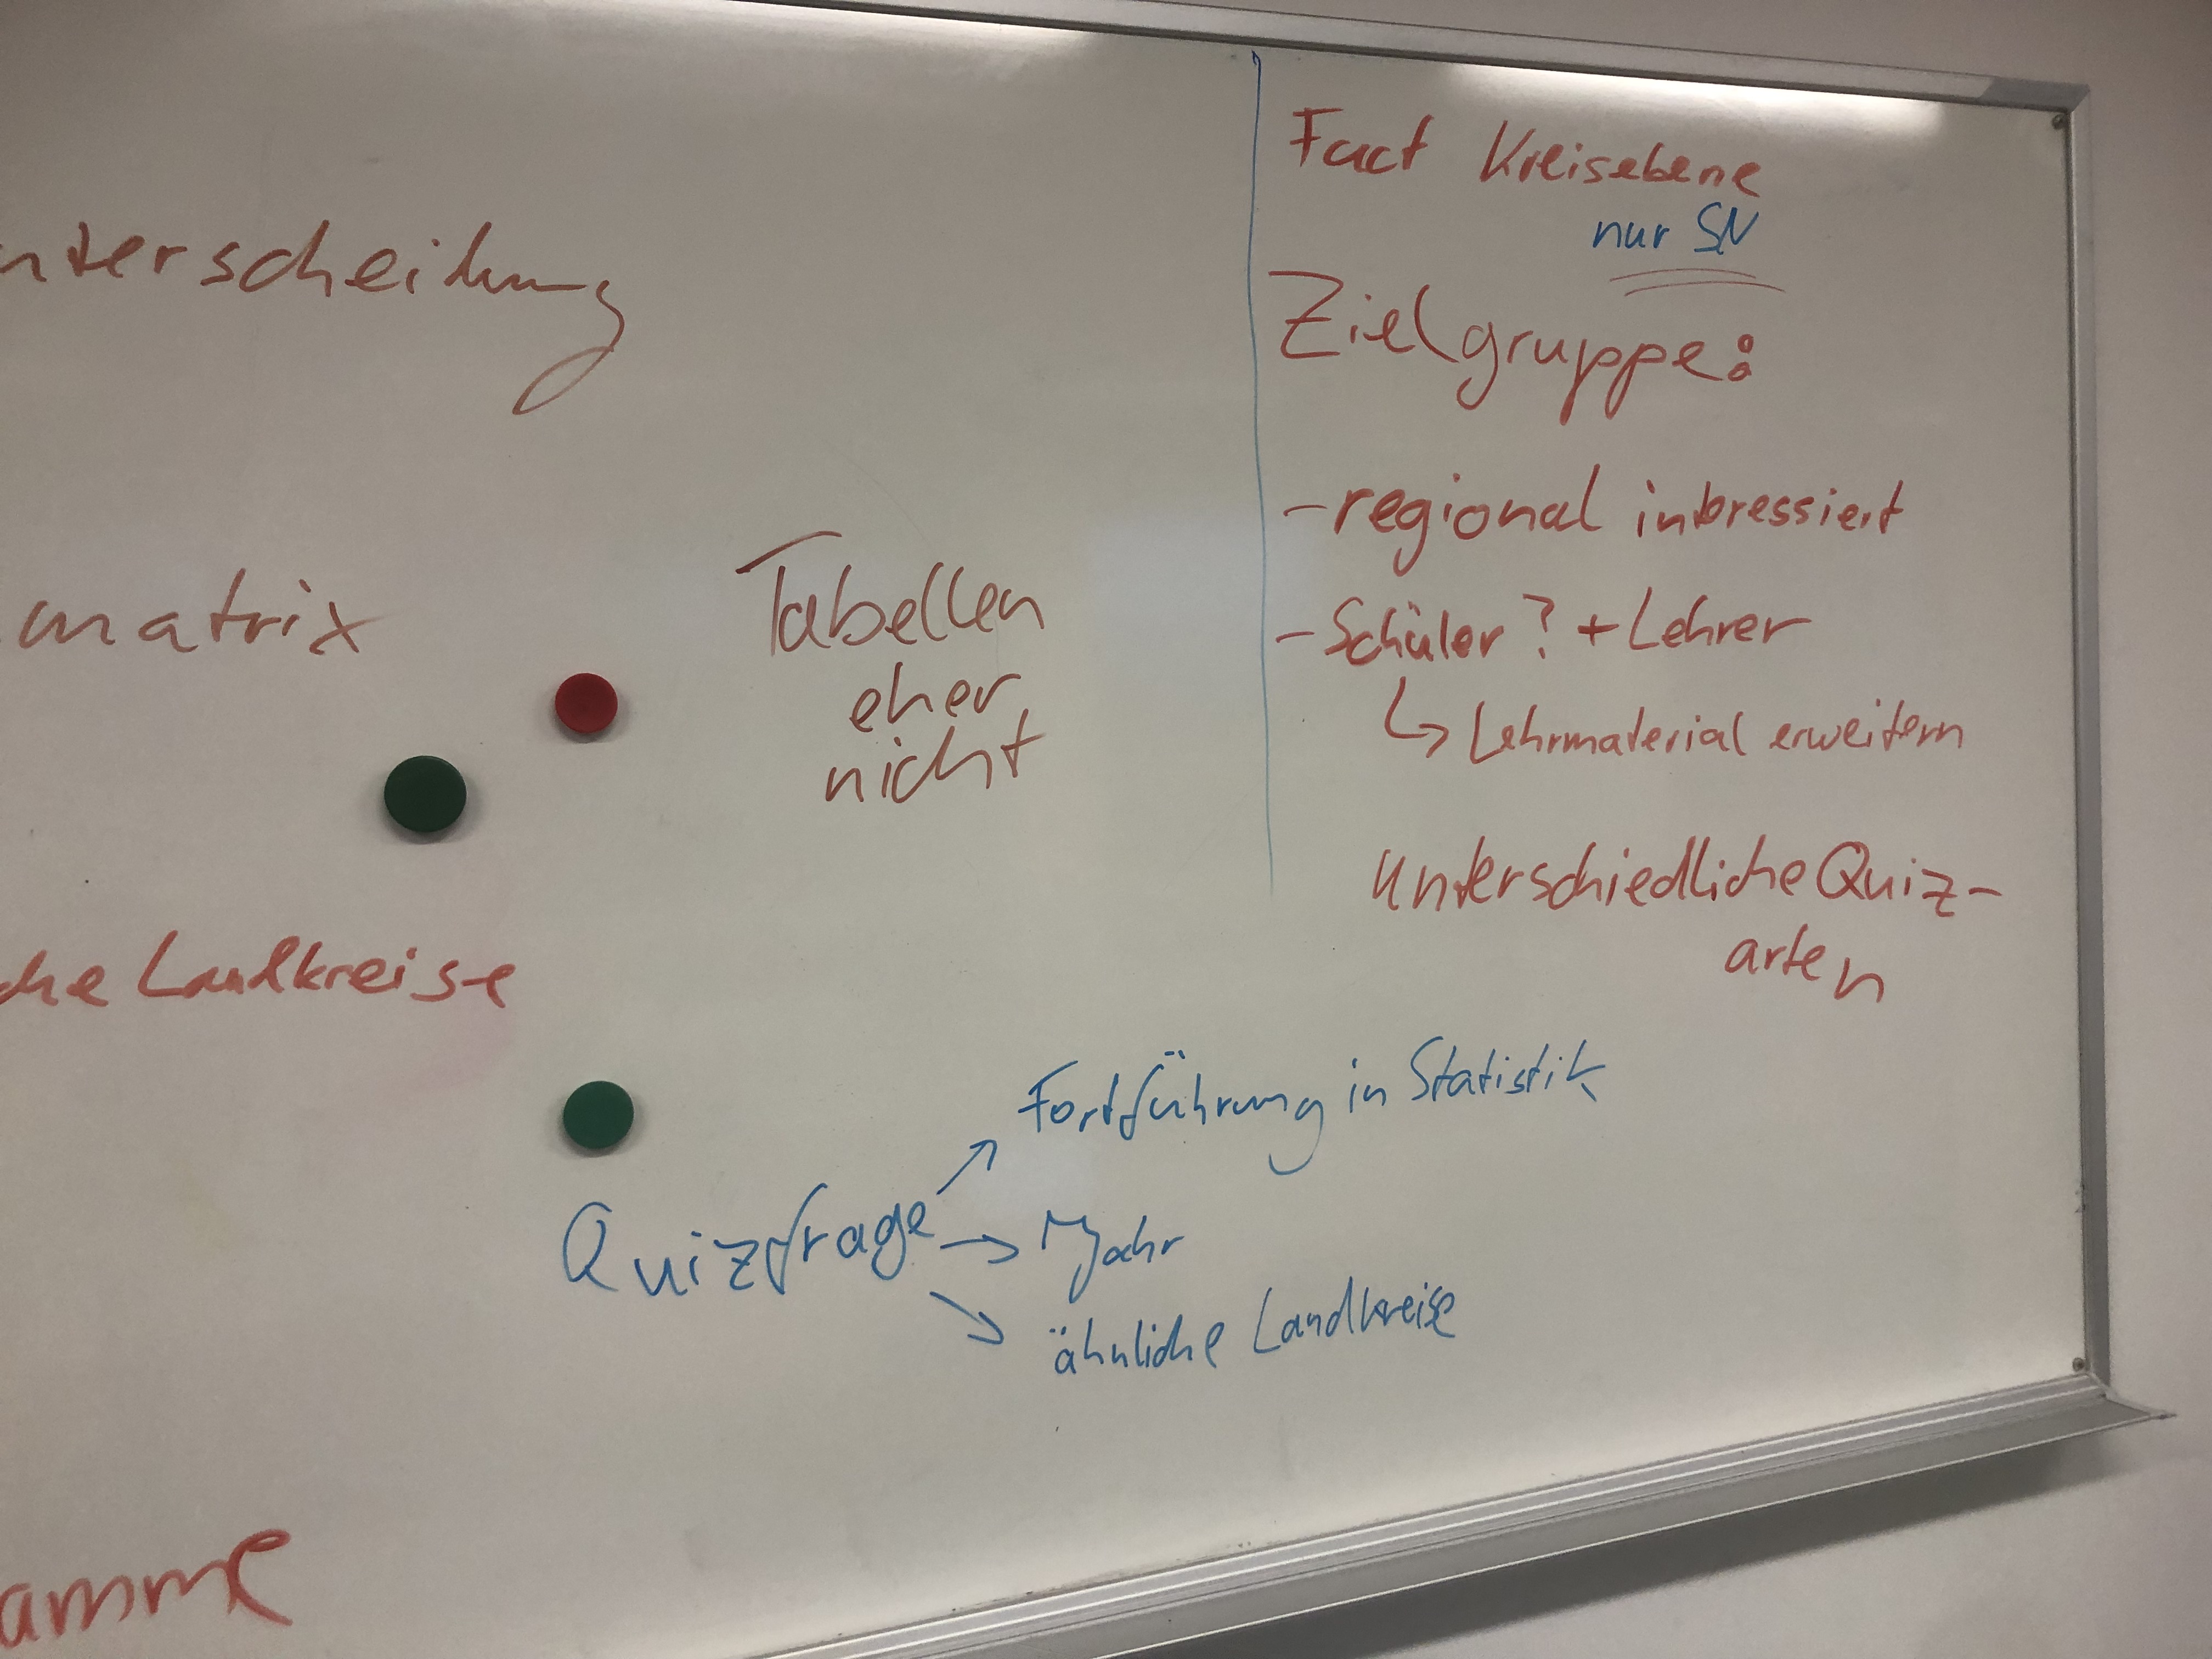 nterscheidung
matrix
Tabellen
eher
nicht
che Landkreise
amme
Fact Kreisebene
nur SN
Zielgruppe:
- regional interessiert
- Schüler? + Lehrer
↳ Lehrmaterial erweitern
Unterschiedliche Quiz-
arten
Quizfrage
↗ Fortführung in Statistik
→ Jahr
↘ ähnliche Landkreise